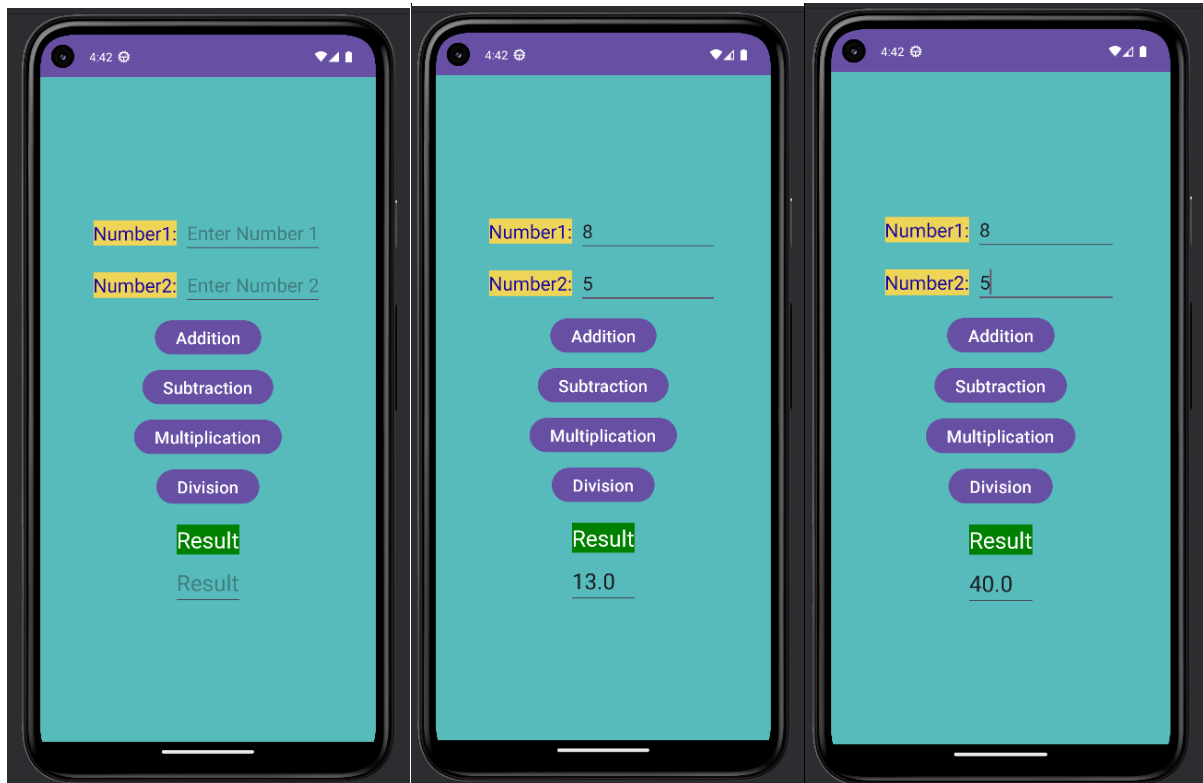 4:42
Number1: Enter Number 1
Number2: Enter Number 2
Addition
Subtraction
Multiplication
Division
Result
Result
4:42
Number1: 8
Number2: 5
Addition
Subtraction
Multiplication
Division
Result
13.0
4:42
Number1: 8
Number2: 5
Addition
Subtraction
Multiplication
Division
Result
40.0